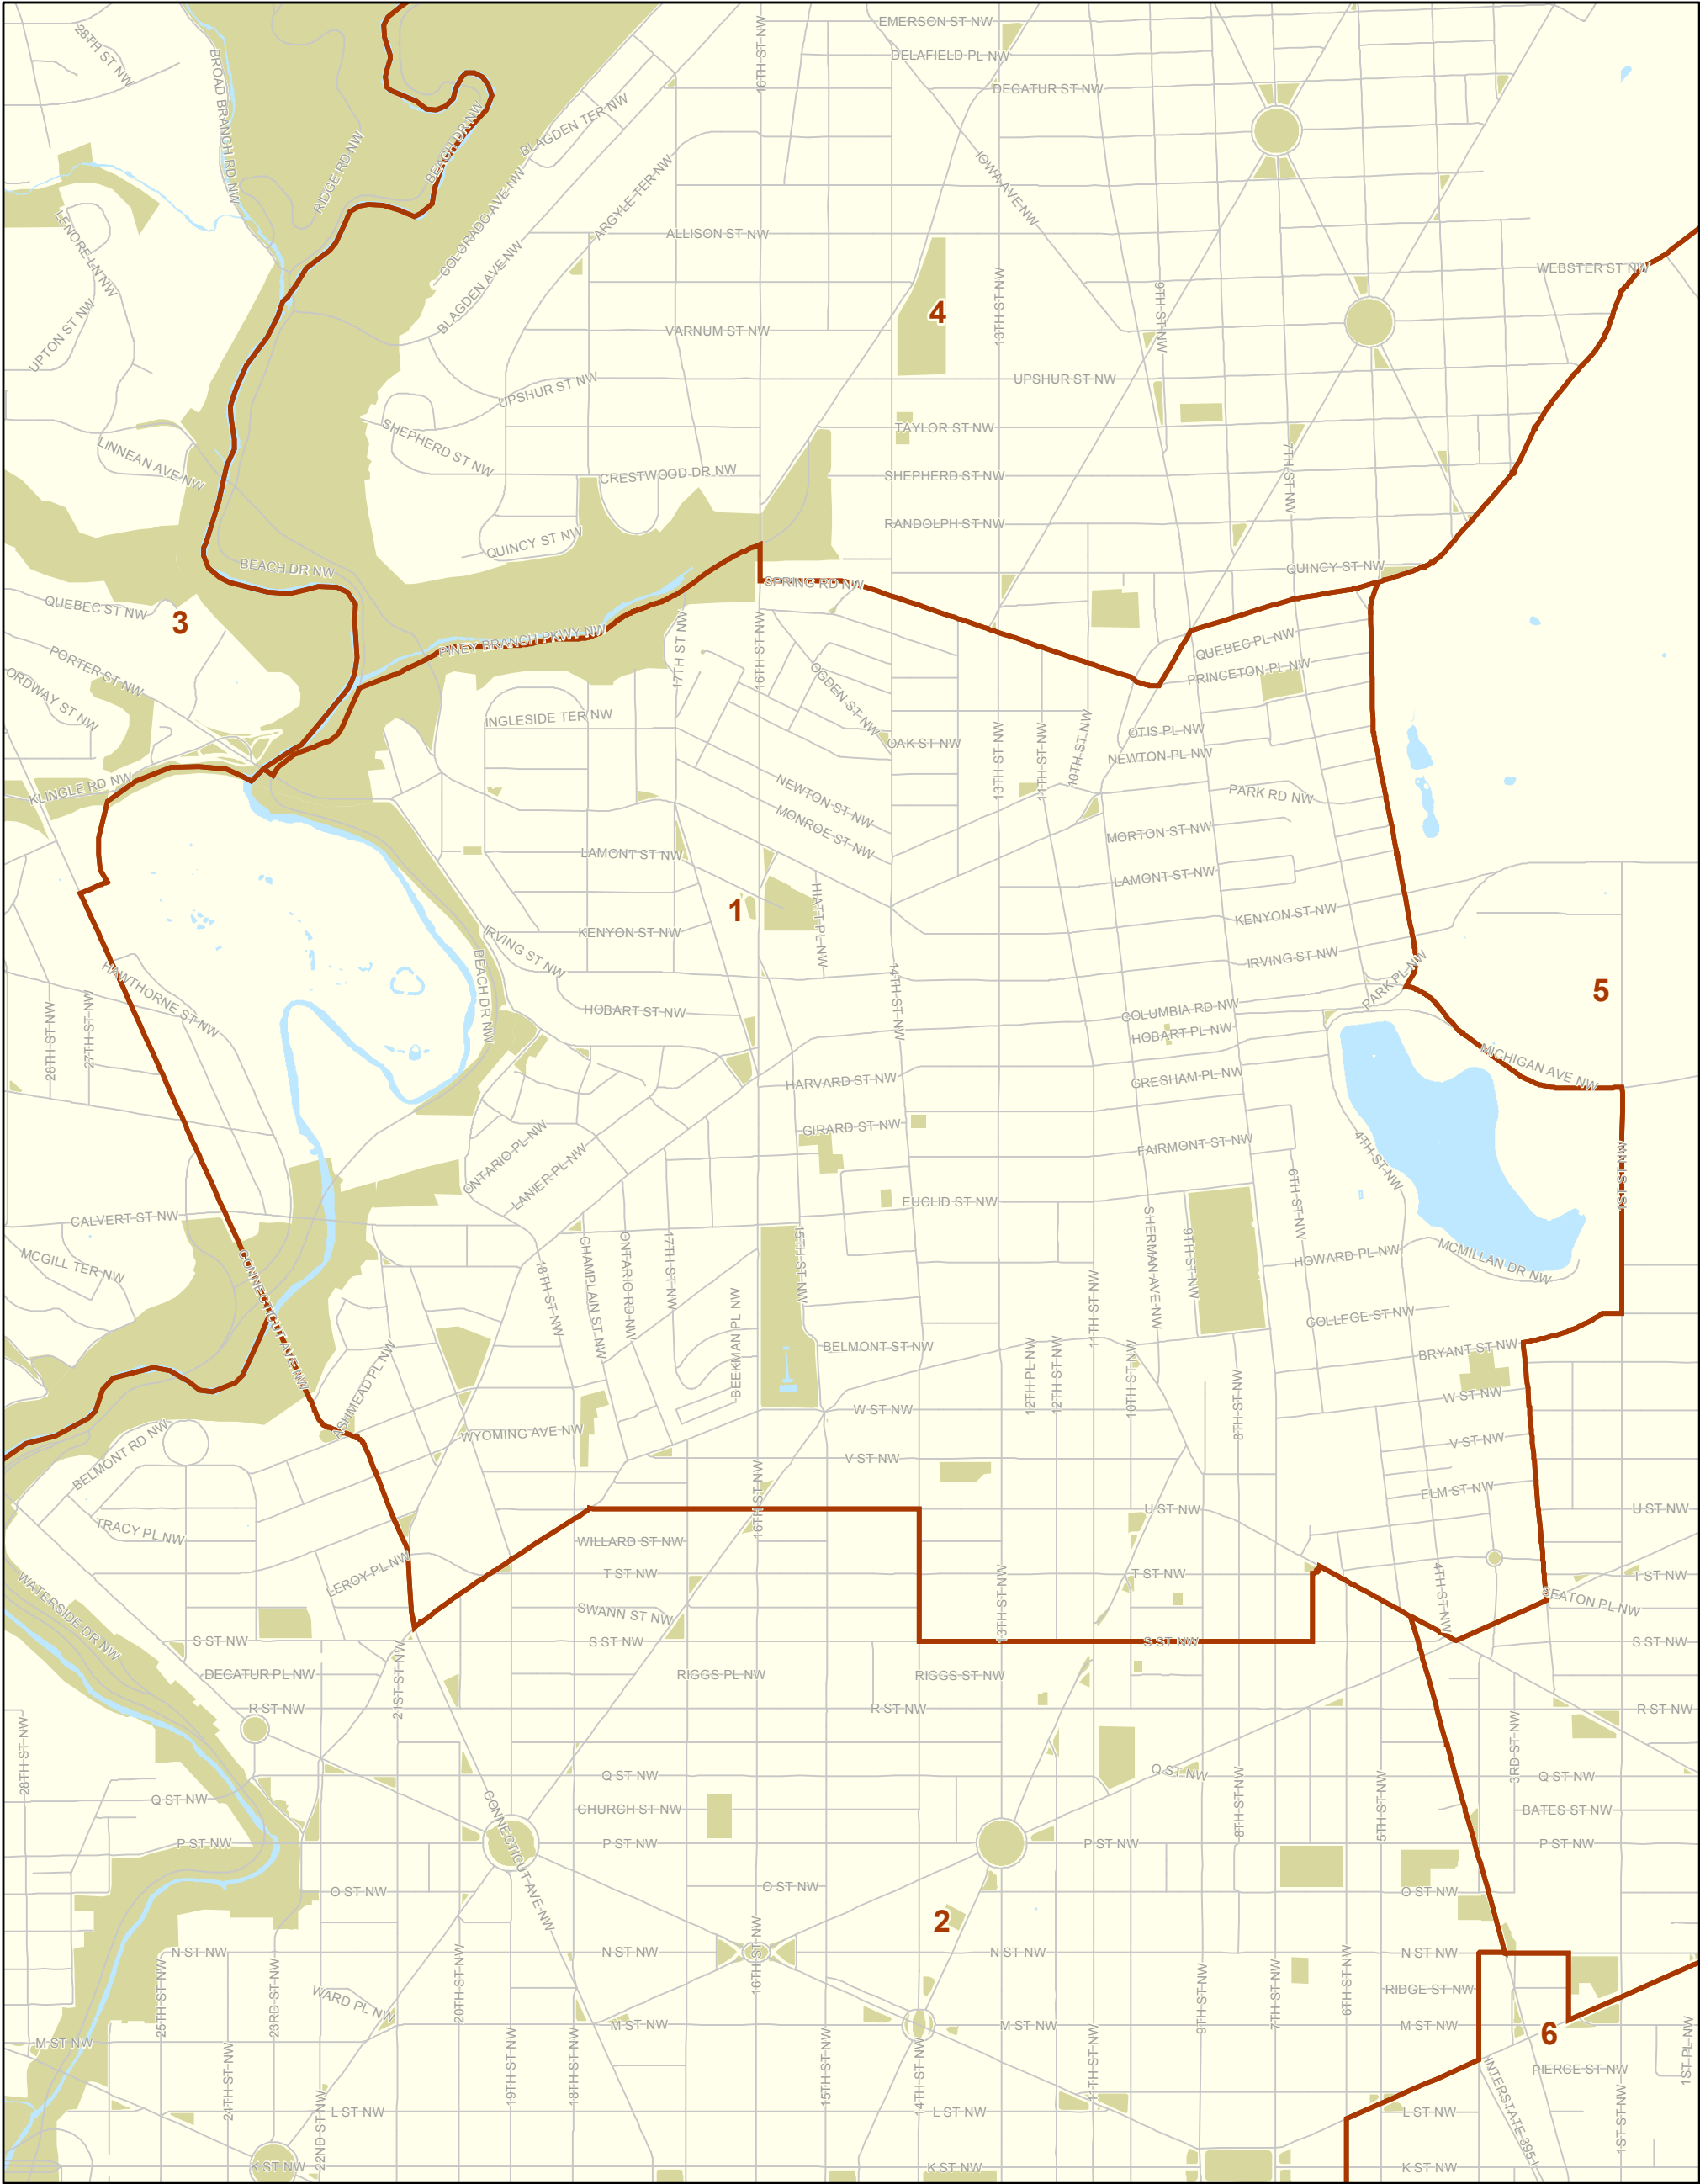 EMERSON ST NW
28TH ST NW
16TH ST NW
DELAFIELD PL NW
BROAD BRANCH RD NW
DECATUR ST NW
BEACH DR NW
BLAGDEN TER NW
RIDGE RD NW
IOWA AVE NW
ARGYLE TER NW
COLORADO AVE NW
LENORE LN NW
ALLISON ST NW
WEBSTER ST NW
BLAGDEN AVE NW
13TH ST NW
9TH ST NW
4
UPTON ST NW
VARNUM ST NW
UPSHUR ST NW
UPSHUR ST NW
SHEPHERD ST NW
TAYLOR ST NW
LINNEAN AVE NW
CRESTWOOD DR NW
SHEPHERD ST NW
7TH ST NW
RANDOLPH ST NW
QUINCY ST NW
BEACH DR NW
QUINCY ST NW
SPRING RD NW
QUEBEC ST NW
3
PINEY BRANCH PKWY NW
17TH ST NW
16TH ST NW
QUEBEC PL NW
PORTER ST NW
PRINCETON PL NW
ORDWAY ST NW
OGDEN ST NW
INGLESIDE TER NW
OTIS PL NW
OAK ST NW
13TH ST NW
11TH ST NW
10TH ST NW
NEWTON PL NW
KLINGLE RD NW
NEWTON ST NW
PARK RD NW
MONROE ST NW
MORTON ST NW
LAMONT ST NW
LAMONT ST NW
1
HIATT PL NW
KENYON ST NW
KENYON ST NW
IRVING ST NW
IRVING ST NW
BEACH DR NW
PARK PL NW
5
HAWTHORNE ST NW
14TH ST NW
28TH ST NW
27TH ST NW
HOBART ST NW
COLUMBIA RD NW
HOBART PL NW
MICHIGAN AVE NW
HARVARD ST NW
GRESHAM PL NW
GIRARD ST NW
FAIRMONT ST NW
ONTARIO PL NW
LANIER PL NW
4TH ST NW
1ST ST NW
6TH ST NW
EUCLID ST NW
CALVERT ST NW
SHERMAN AVE NW
9TH ST NW
MCGILL TER NW
CONNECTICUT AVE NW
18TH ST NW
CHAMPLAIN ST NW
ONTARIO RD NW
17TH ST NW
15TH ST NW
HOWARD PL NW
MCMILLAN DR NW
11TH ST NW
BEEKMAN PL NW
COLLEGE ST NW
BELMONT ST NW
BRYANT ST NW
ASHMEAD PL NW
12TH PL NW
12TH ST NW
10TH ST NW
8TH ST NW
W ST NW
W ST NW
BELMONT RD NW
WYOMING AVE NW
V ST NW
V ST NW
16TH ST NW
ELM ST NW
TRACY PL NW
U ST NW
U ST NW
WILLARD ST NW
LEROY PL NW
T ST NW
T ST NW
T ST NW
WATERSIDE DR NW
4TH ST NW
SEATON PL NW
SWANN ST NW
13TH ST NW
S ST NW
S ST NW
S ST NW
S ST NW
DECATUR PL NW
21ST ST NW
RIGGS PL NW
RIGGS ST NW
R ST NW
R ST NW
R ST NW
28TH ST NW
3RD ST NW
Q ST NW
Q ST NW
Q ST NW
Q ST NW
8TH ST NW
5TH ST NW
CHURCH ST NW
BATES ST NW
CONNECTICUT AVE NW
P ST NW
P ST NW
P ST NW
P ST NW
O ST NW
O ST NW
O ST NW
2
N ST NW
N ST NW
N ST NW
N ST NW
16TH ST NW
25TH ST NW
23RD ST NW
20TH ST NW
9TH ST NW
7TH ST NW
6TH ST NW
RIDGE ST NW
WARD PL NW
M ST NW
M ST NW
M ST NW
M ST NW
6
24TH ST NW
19TH ST NW
18TH ST NW
15TH ST NW
14TH ST NW
11TH ST NW
PIERCE ST NW
1ST PL NW
INTERSTATE 395
22ND ST NW
L ST NW
L ST NW
L ST NW
1ST ST NW
K ST NW
K ST NW
K ST NW